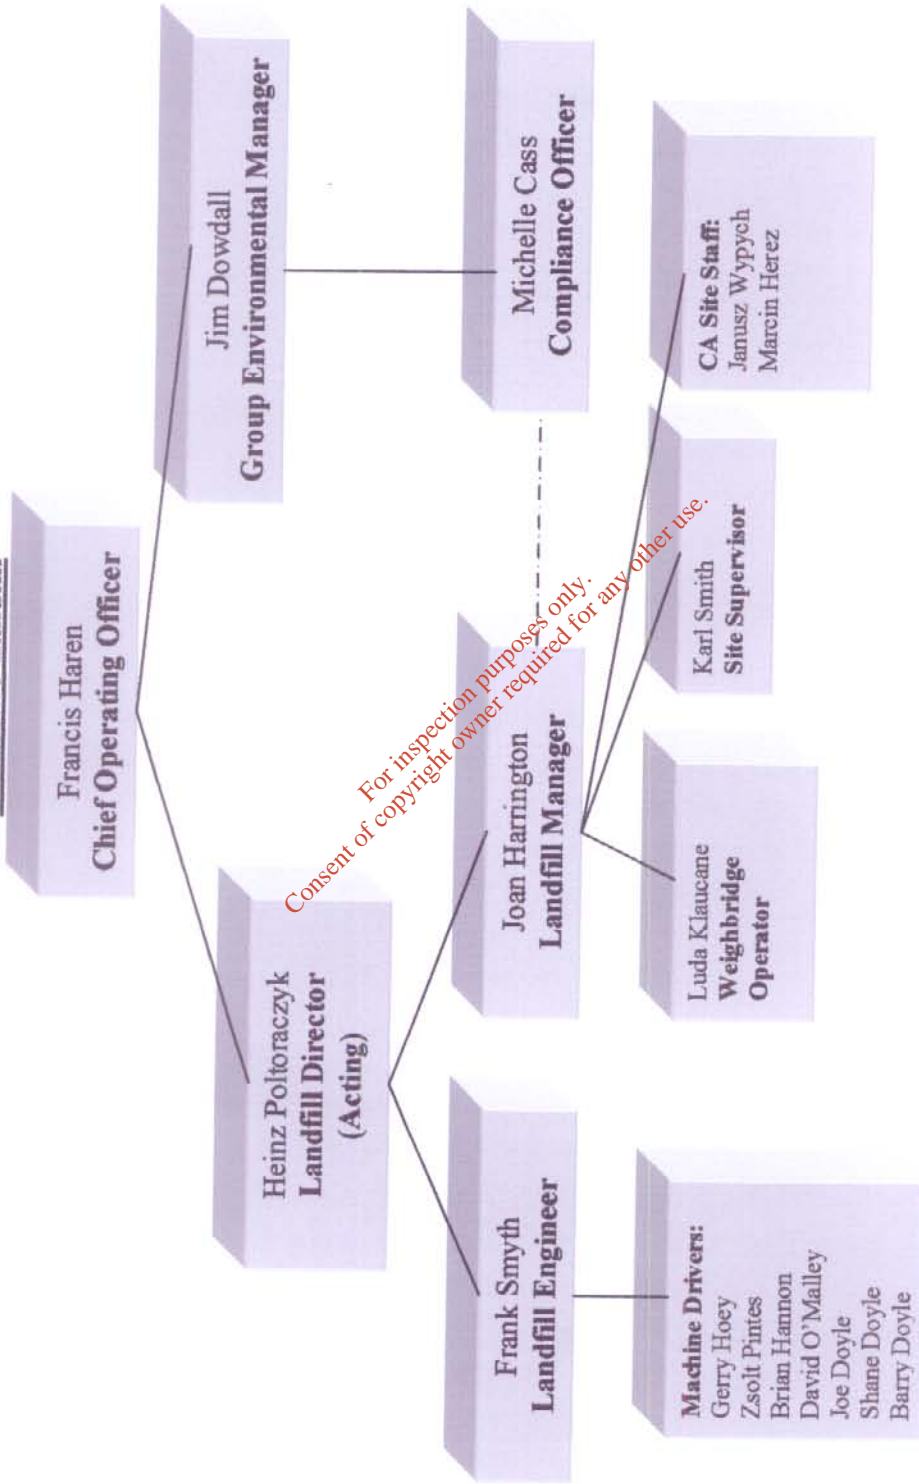 Francis Haren
Chief Operating Officer
Jim Dowdall
Group Environmental Manager
Heinz Poltoraczyk
Landfill Director
(Acting)
Michelle Cass
Compliance Officer
Joan Harrington
Landfill Manager
Frank Smyth
Landfill Engineer
CA Site Staff:
Janusz Wypych
Marcin Herez
Karl Smith
Site Supervisor
Luda Klaucane
Weighbridge
Operator
Machine Drivers:
Gerry Hoey
Zsolt Pintes
Brian Hannon
David O'Malley
Joe Doyle
Shane Doyle
Barry Doyle
For inspection purposes only.
Consent of copyright owner required for any other use.